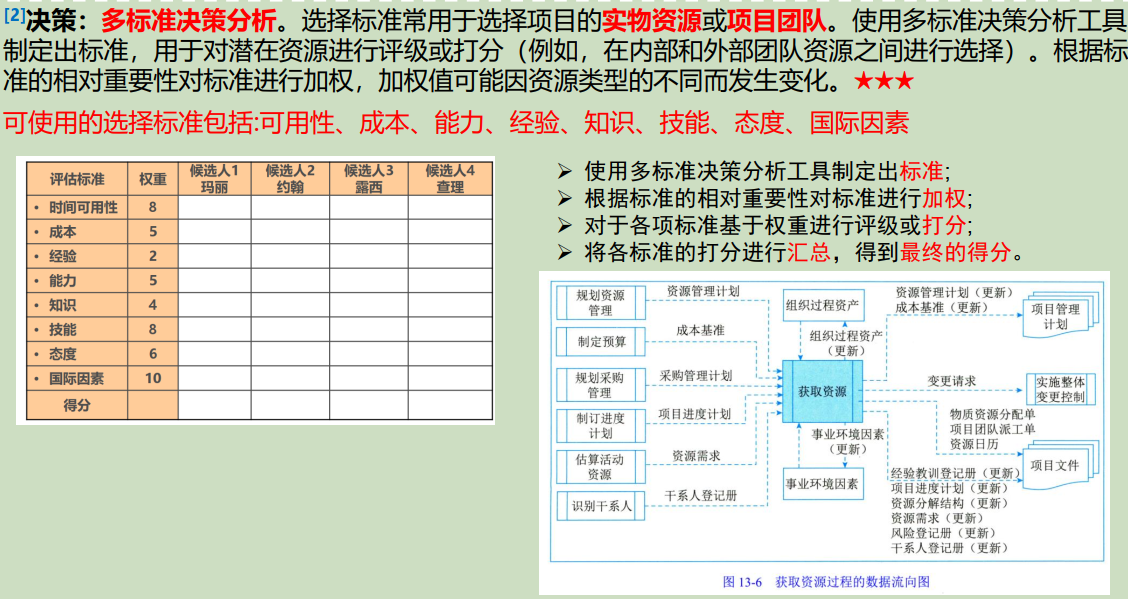 [2]决策：多标准决策分析。选择标准常用于选择项目的实物资源或项目团队。使用多标准决策分析工具
制定出标准，用于对潜在资源进行评级或打分（例如，在内部和外部团队资源之间进行选择）。根据标
准的相对重要性对标准进行加权，加权值可能因资源类型的不同而发生变化。★★★
可使用的选择标准包括:可用性、成本、能力、经验、知识、技能、态度、国际因素
评估标准 权重 候选人1 候选人2 候选人3 候选人4
玛丽 约翰 露西 查理
• 时间可用性 8
• 成本 5
• 经验 2
• 能力 5
• 知识 4
• 技能 8
• 态度 6
• 国际因素 10
得分
➢ 使用多标准决策分析工具制定出标准;
➢ 根据标准的相对重要性对标准进行加权;
➢ 对于各项标准基于权重进行评级或打分;
➢ 将各标准的打分进行汇总，得到最终的得分。
规划资源
管理
资源管理计划
制定预算
成本基准
规划采购
管理
采购管理计划
制订进度
计划
项目进度计划
估算活动
资源
资源需求
识别干系人
干系人登记册
组织过程资产
组织过程资产
（更新）
获取资源
事业环境因素
（更新）
事业环境因素
资源管理计划（更新）
成本基准（更新）
项目管理
计划
变更请求
实施整体
变更控制
物质资源分配单
项目团队派工单
资源日历
项目文件
经验教训登记册（更新）
项目进度计划（更新）
资源分解结构（更新）
资源需求（更新）
风险登记册（更新）
干系人登记册（更新）
图 13-6 获取资源过程的数据流向图